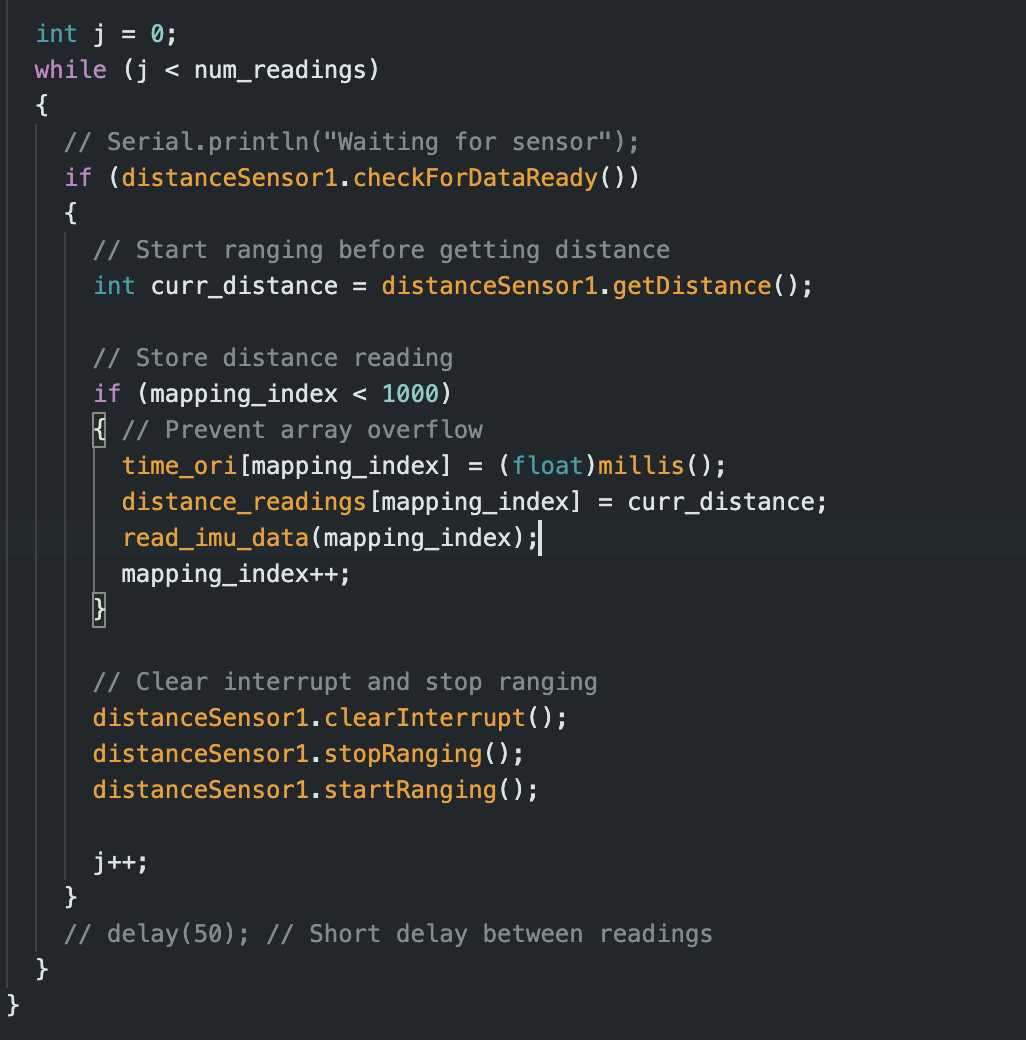 int j = 0;
while (j < num_readings)
{
// Serial.println("Waiting for sensor");
if (distanceSensor1.checkForDataReady())
{
// Start ranging before getting distance
int curr_distance = distanceSensor1.getDistance();
// Store distance reading
if (mapping_index < 1000)
{ // Prevent array overflow
time_ori[mapping_index] = (float)millis();
distance_readings[mapping_index] = curr_distance;
read_imu_data(mapping_index);
mapping_index++;
}
// Clear interrupt and stop ranging
distanceSensor1.clearInterrupt();
distanceSensor1.stopRanging();
distanceSensor1.startRanging();
j++;
}
// delay(50); // Short delay between readings
}
}